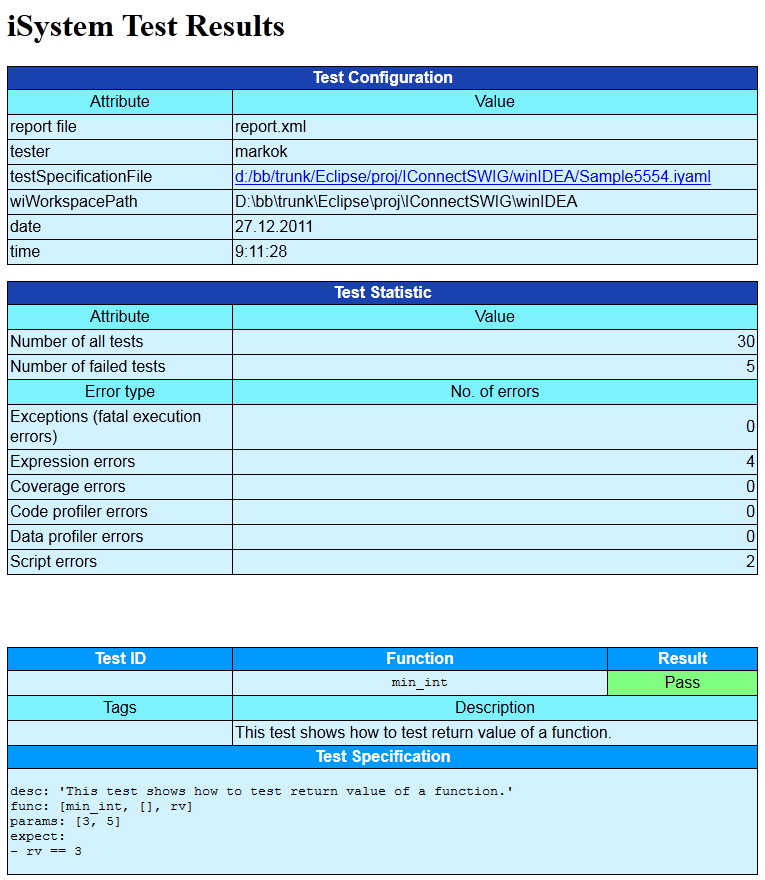 iSystem Test Results
Test Configuration
Attribute Value
report file report.xml
tester markok
testSpecificationFile d:/bb/trunk/Eclipse/proj/IConnectSWIG/winIDEA/Sample5554.iyaml
wiWorkspacePath D:\bb\trunk\Eclipse\proj\IConnectSWIG\winIDEA
date 27.12.2011
time 9:11:28
Test Statistic
Attribute Value
Number of all tests 30
Number of failed tests 5
Error type No. of errors
Exceptions (fatal execution
errors) 0
Expression errors 4
Coverage errors 0
Code profiler errors 0
Data profiler errors 0
Script errors 2
Test ID Function Result
min_int Pass
Tags Description
This test shows how to test return value of a function.
Test Specification
desc: 'This test shows how to test return value of a function.'
func: [min_int, [], rv]
params: [3, 5]
expect:
- rv == 3